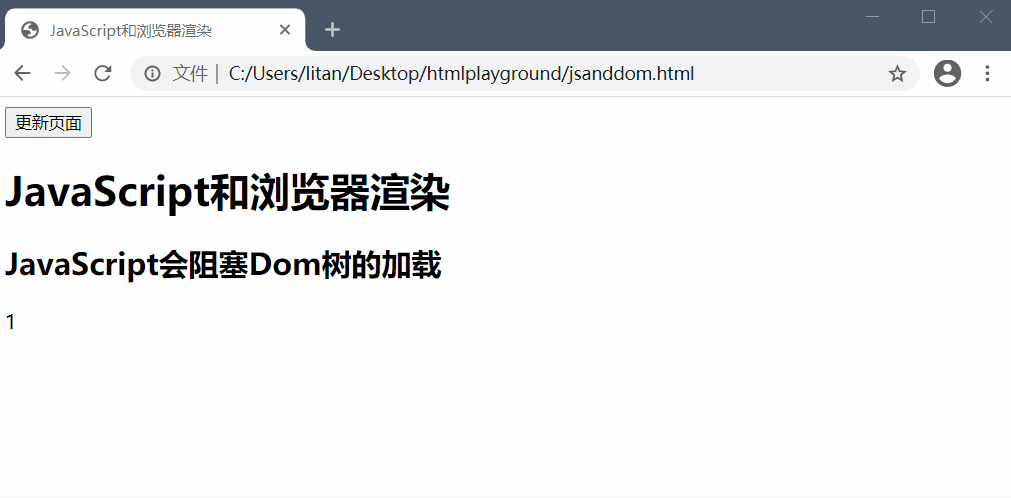 JavaScript和浏览器渲染
文件 | C:/Users/litan/Desktop/htmlplayground/jsanddom.html
更新页面
JavaScript和浏览器渲染
JavaScript会阻塞Dom树的加载
1